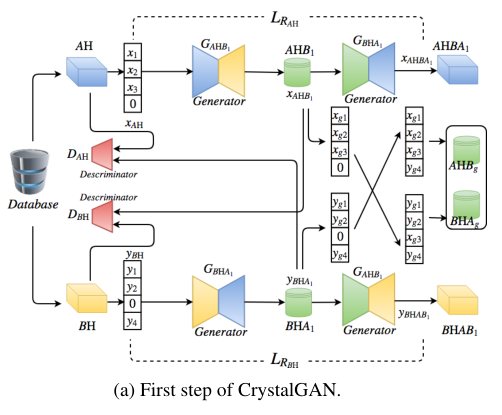 L_{R_{AH}}
AH
x_1
x_2
x_3
0
x_{AH}
G_{AHB_1}
Generator
AHB_1
x_{AHB_1}
G_{BHA_1}
Generator
x_{AHBA_1}
AHBA_1
D_{AH}
Descriminator
x_{g1}
x_{g2}
x_{g3}
0
x_{g1}
x_{g2}
x_{g3}
y_{g4}
AHB_g
BHA_g
Database
Descriminator
D_{BH}
y_{g1}
y_{g2}
0
y_{g4}
y_{g1}
y_{g2}
x_{g3}
y_{g4}
BH
y_{BH}
y_1
y_2
0
y_4
G_{BHA_1}
Generator
y_{BHA_1}
BHA_1
G_{AHB_1}
Generator
y_{BHAB_1}
BHAB_1
L_{R_{BH}}
(a) First step of CrystalGAN.